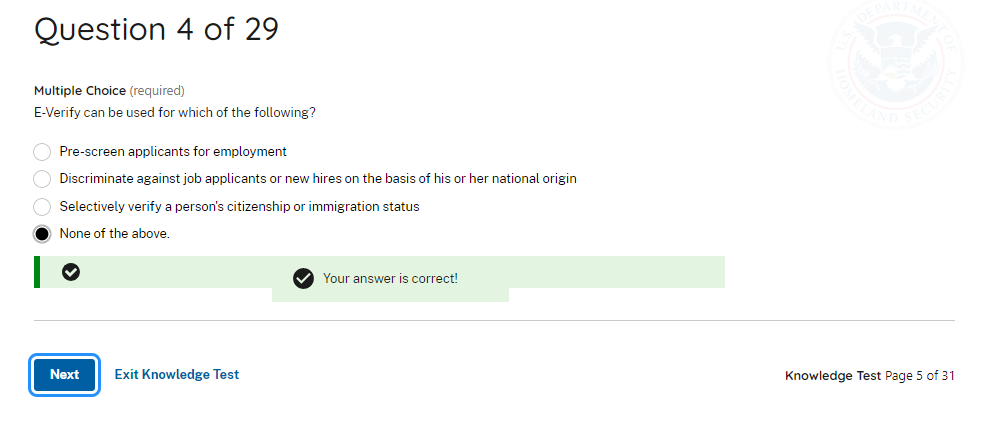 Question 4 of 29
U.S. DEPARTMENT OF HOMELAND SECURITY
Multiple Choice (required)
E-Verify can be used for which of the following?
Pre-screen applicants for employment
Discriminate against job applicants or new hires on the basis of his or her national origin
Selectively verify a person's citizenship or immigration status
None of the above.
Your answer is correct!
Next
Exit Knowledge Test
Knowledge Test Page 5 of 31